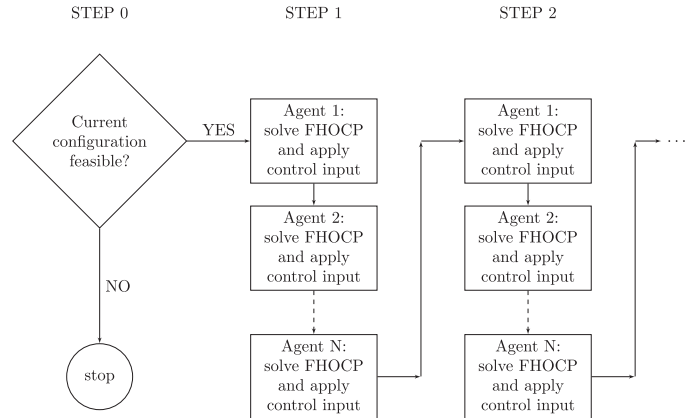 STEP 0
STEP 1
STEP 2
Current
configuration
feasible?
YES
NO
stop
Agent 1:
solve FHOCP
and apply
control input
Agent 2:
solve FHOCP
and apply
control input
Agent N:
solve FHOCP
and apply
control input
Agent 1:
solve FHOCP
and apply
control input
Agent 2:
solve FHOCP
and apply
control input
Agent N:
solve FHOCP
and apply
control input
...